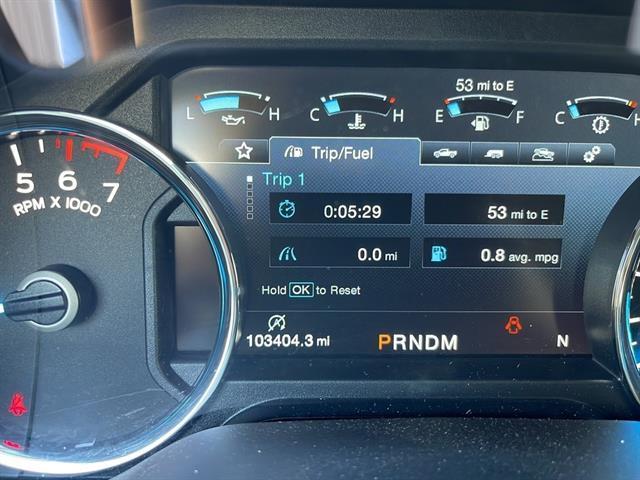 53 mi to E
L H C H E F C H
Trip/Fuel
Trip 1
0:05:29 53 mi to E
0.0 mi 0.8 avg. mpg
Hold OK to Reset
103404.3 mi PRNDM N
5 6 7
RPM X 1000